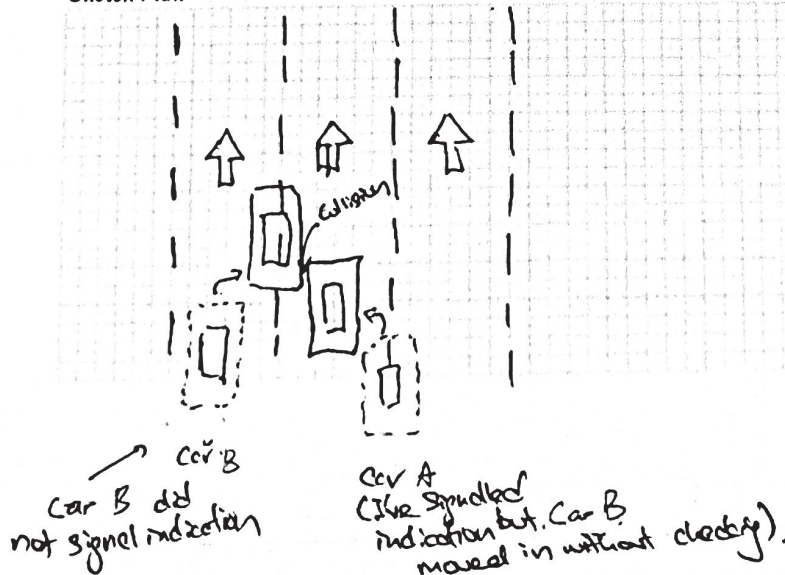 Sketch Plan
Collision
Car B
Car B did
not signal indication
Car A
(I've signalled
indication but Car B
moved in without checking).